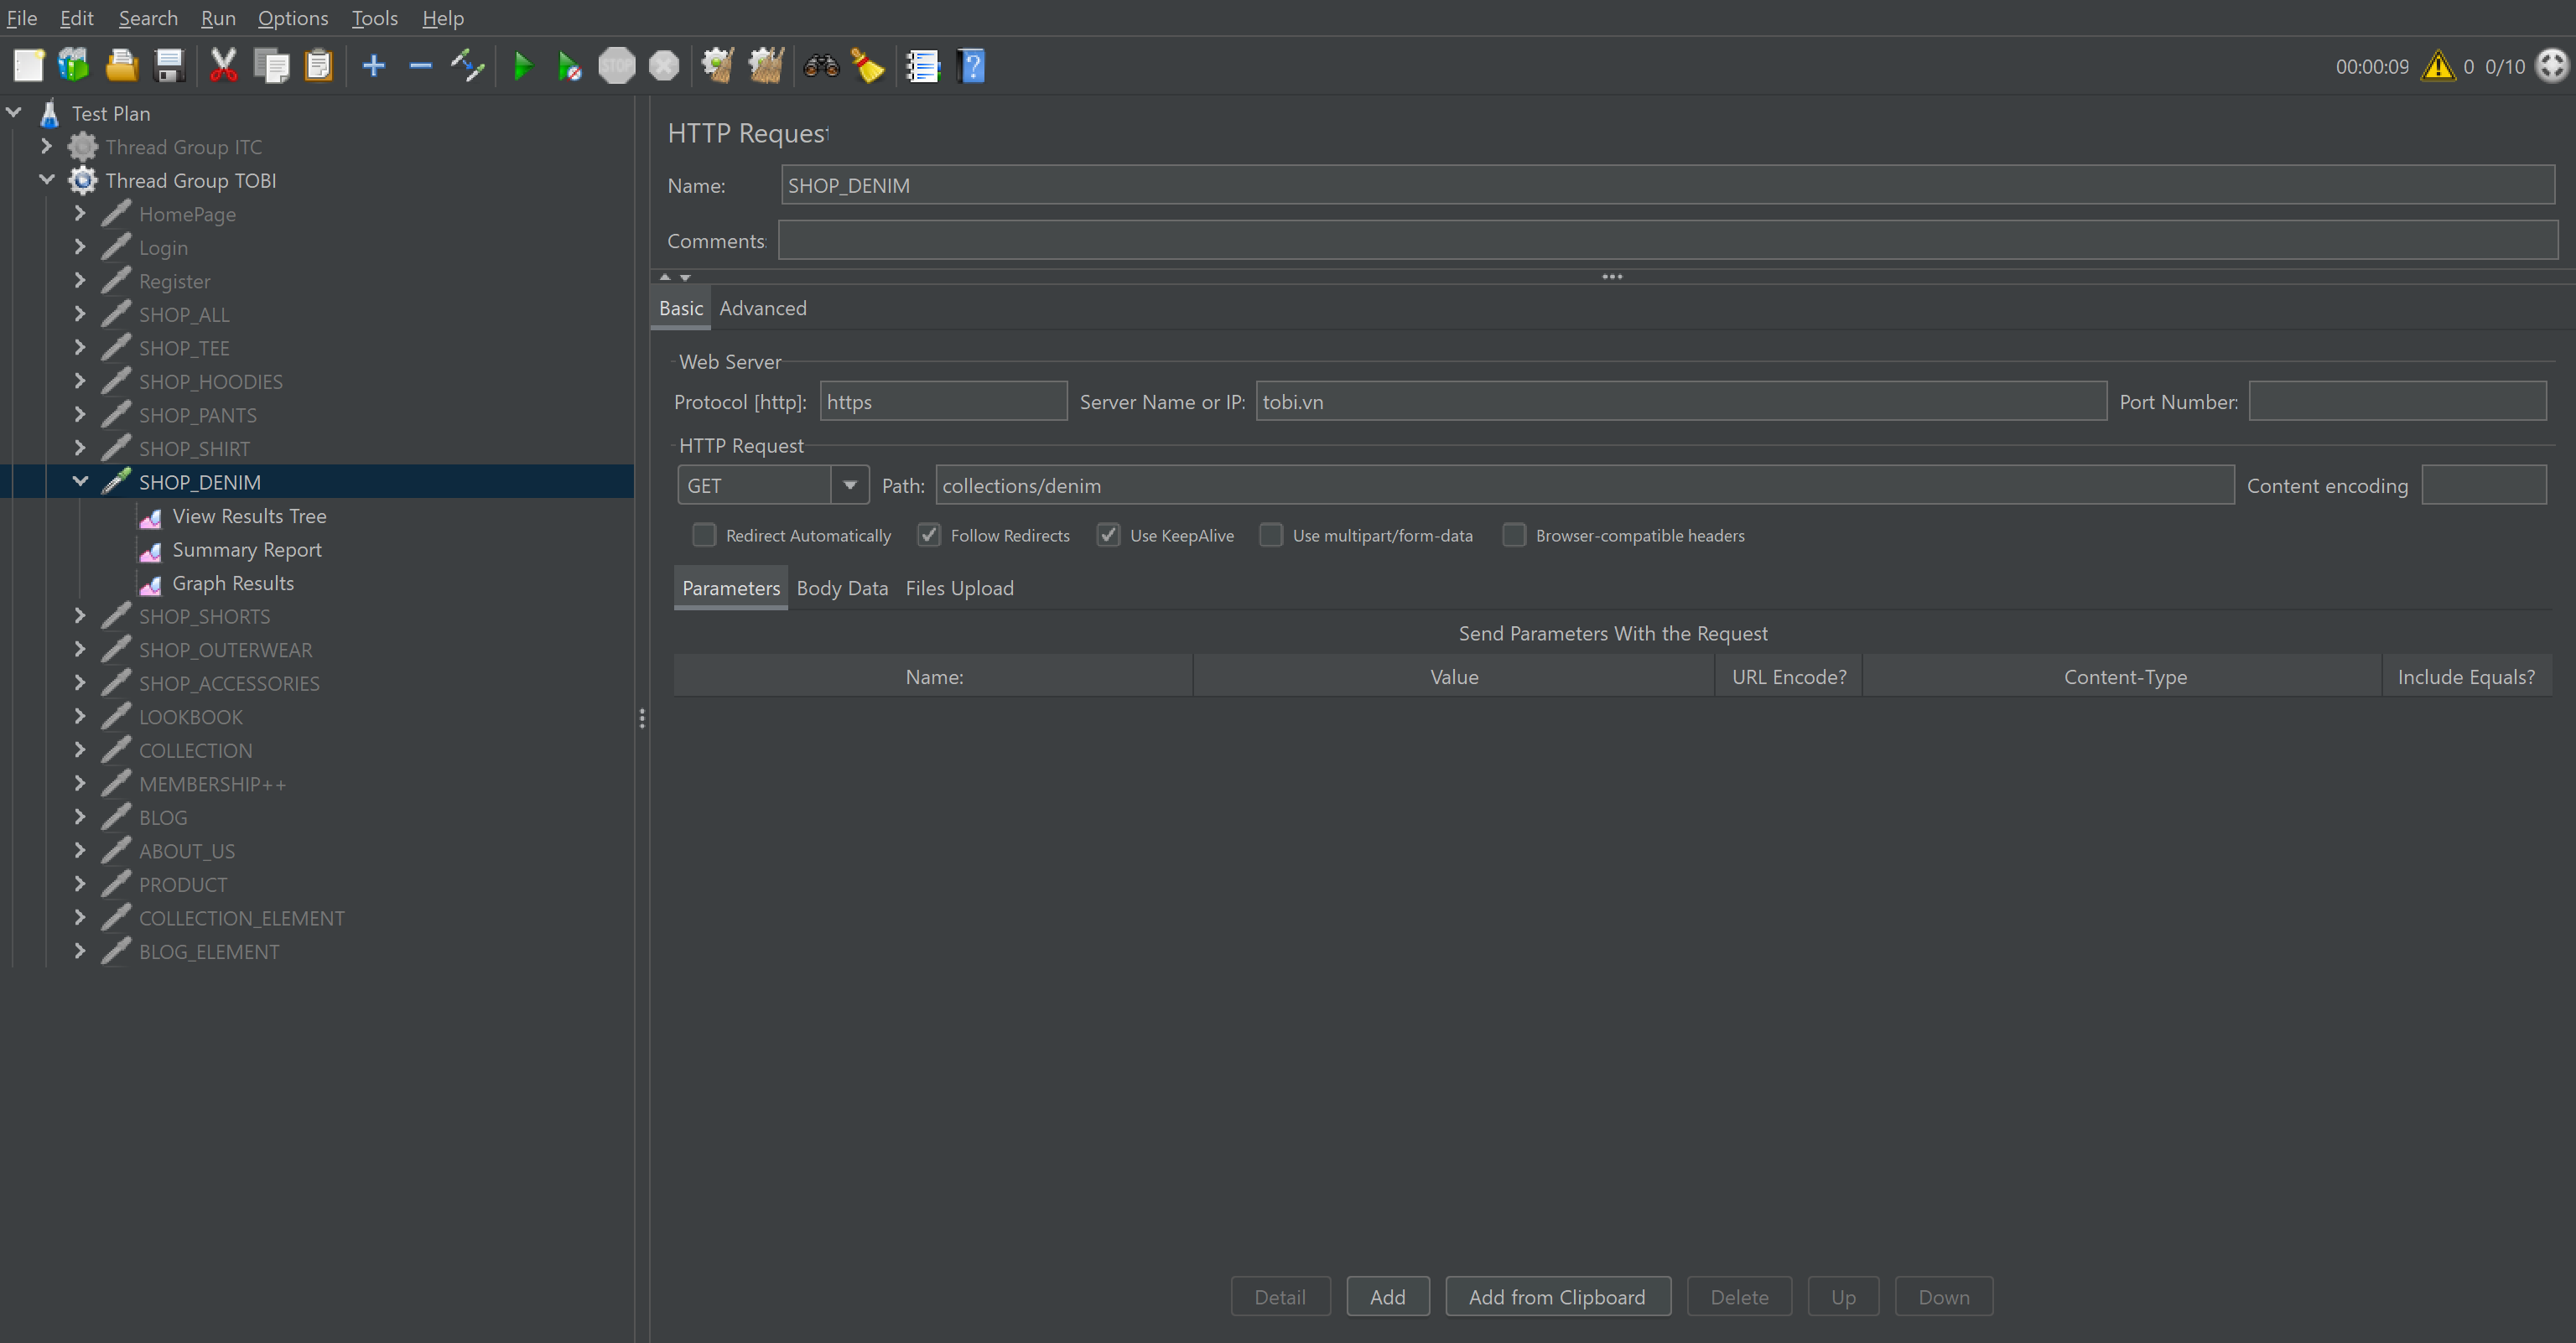 File Edit Search Run Options Tools Help
STOP
00:00:09 0 0/10
Test Plan
Thread Group ITC
Thread Group TOBI
HomePage
Login
Register
SHOP_ALL
SHOP_TEE
SHOP_HOODIES
SHOP_PANTS
SHOP_SHIRT
SHOP_DENIM
View Results Tree
Summary Report
Graph Results
SHOP_SHORTS
SHOP_OUTERWEAR
SHOP_ACCESSORIES
LOOKBOOK
COLLECTION
MEMBERSHIP++
BLOG
ABOUT_US
PRODUCT
COLLECTION_ELEMENT
BLOG_ELEMENT
HTTP Request
Name: SHOP_DENIM
Comments:
Basic Advanced
Web Server
Protocol [http]: https Server Name or IP: tobi.vn Port Number:
HTTP Request
GET Path: collections/denim Content encoding
Redirect Automatically Follow Redirects Use KeepAlive Use multipart/form-data Browser-compatible headers
Parameters Body Data Files Upload
Send Parameters With the Request
Name: Value URL Encode? Content-Type Include Equals?
Detail Add Add from Clipboard Delete Up Down